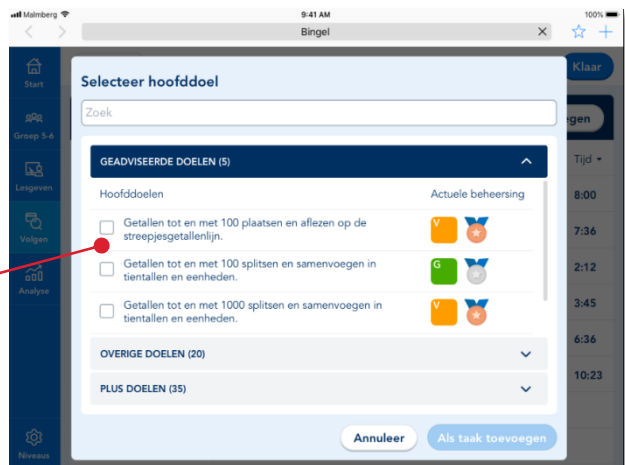 Malmberg 9:41 AM 100%
Bingel
Start
Groep 5-6
Lesgeven
Volgen
Analyse
Niveaus
Klaar
egen
Tijd
8:00
7:36
2:12
3:45
6:36
10:23
Selecteer hoofddoel
Zoek
GEADVISEERDE DOELEN (5)
Hoofddoelen Actuele beheersing
Getallen tot en met 100 plaatsen en aflezen op de
streepjesgetallenlijn.
V
Getallen tot en met 100 splitsen en samenvoegen in
tientallen en eenheden.
G
Getallen tot en met 1000 splitsen en samenvoegen in
tientallen en eenheden.
V
OVERIGE DOELEN (20)
PLUS DOELEN (35)
Annuleer Als taak toevoegen